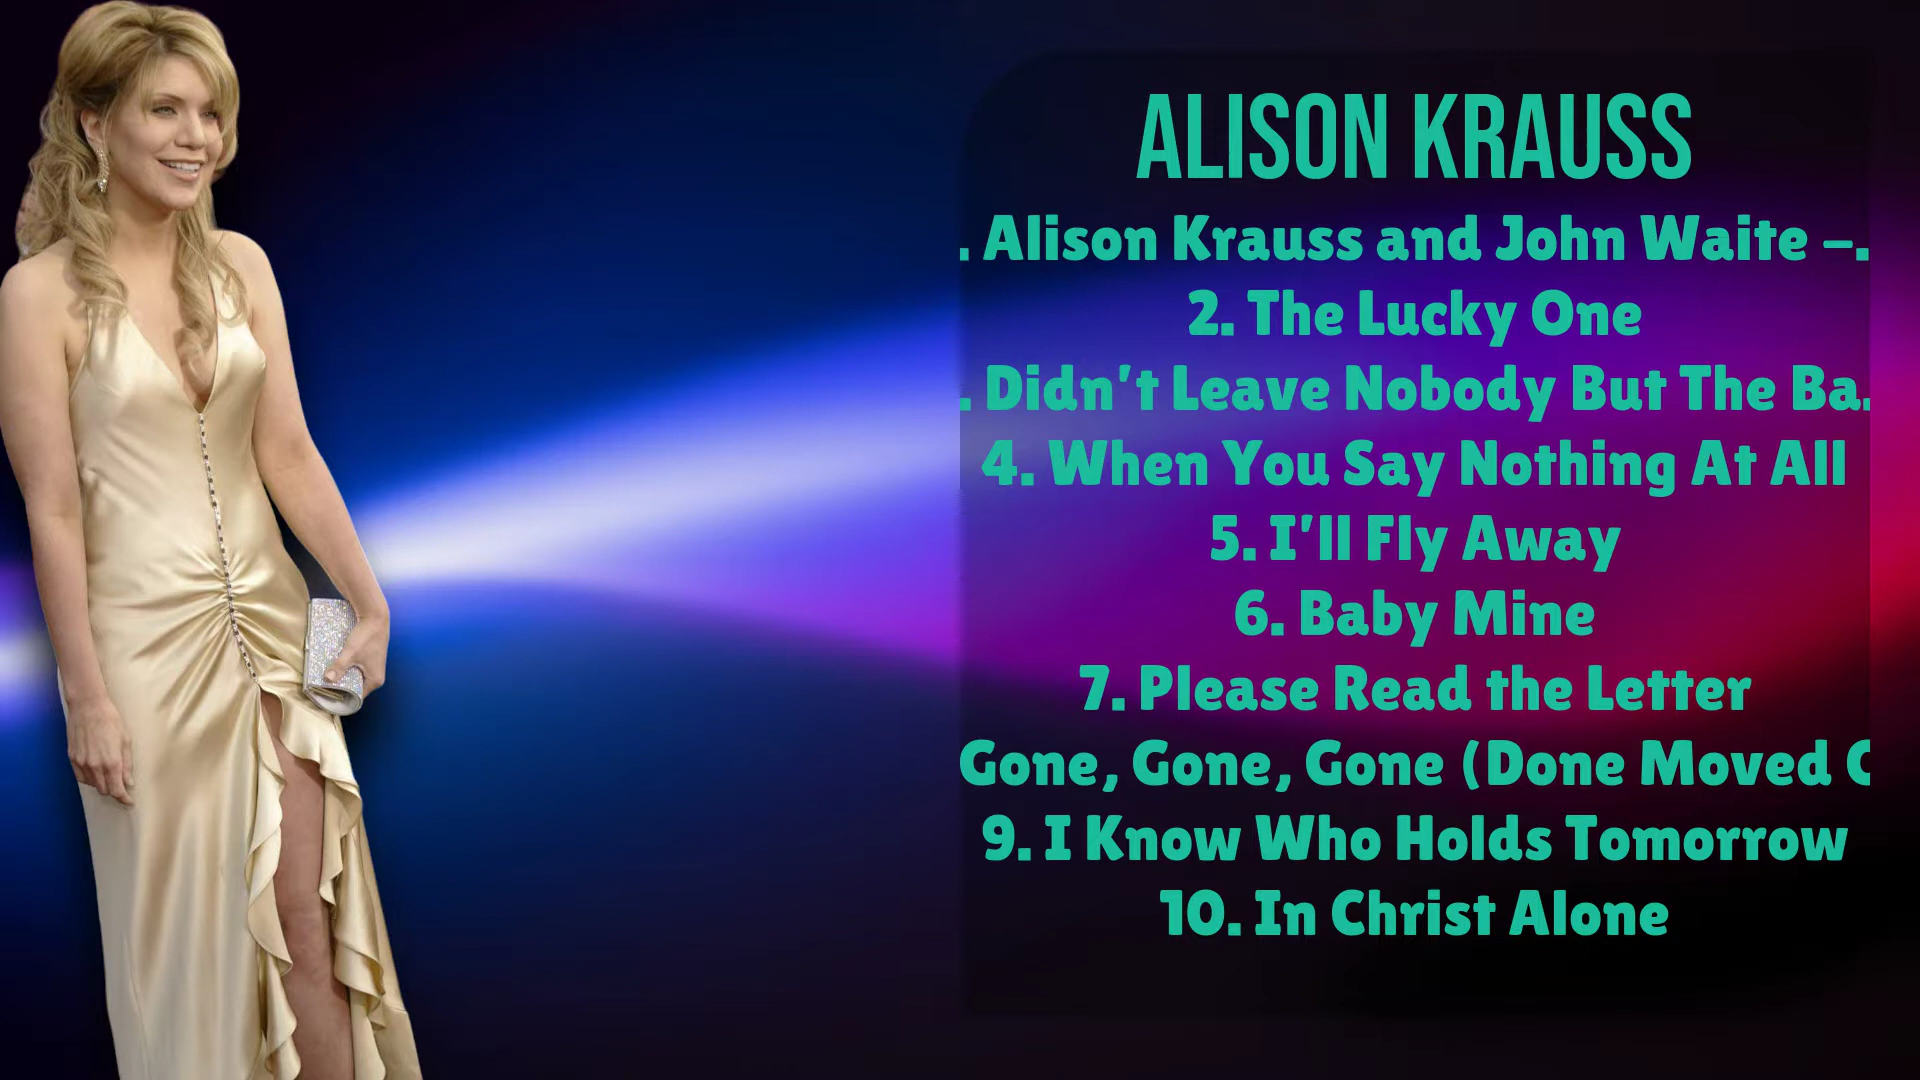 ALISON KRAUSS
. Alison Krauss and John Waite –.
2. The Lucky One
. Didn't Leave Nobody But The Ba.
4. When You Say Nothing At All
5. I'll Fly Away
6. Baby Mine
7. Please Read the Letter
Gone, Gone, Gone (Done Moved
9. I Know Who Holds Tomorrow
10. In Christ Alone